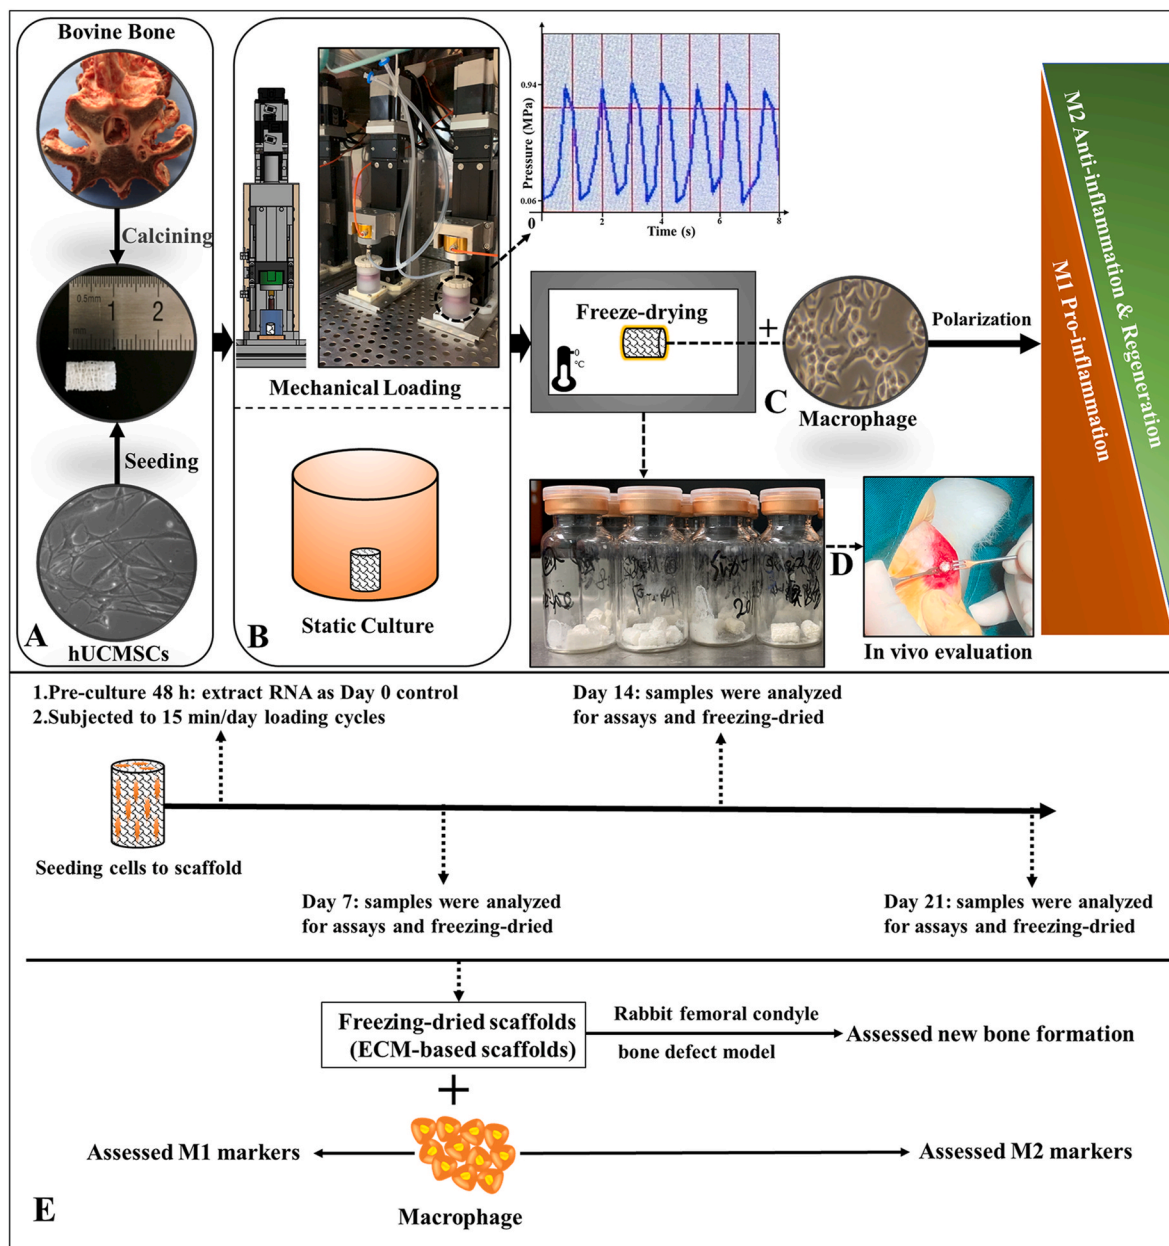 Bovine Bone
Calcining
0.5mm
1
2
mm
Seeding
A
hUCMSCs
Mechanical Loading
B
Static Culture
Pressure (MPa)
0.94
0.06
0
2
4
6
8
Time (s)
Freeze-drying
0
°C
+
C
Macrophage
Polarization
M2 Anti-inflammation & Regeneration
M1 Pro-inflammation
D
In vivo evaluation
1.Pre-culture 48 h: extract RNA as Day 0 control
2.Subjected to 15 min/day loading cycles
Day 14: samples were analyzed
for assays and freezing-dried
Seeding cells to scaffold
Day 7: samples were analyzed
for assays and freezing-dried
Day 21: samples were analyzed
for assays and freezing-dried
Freezing-dried scaffolds
(ECM-based scaffolds)
Rabbit femoral condyle
bone defect model
Assessed new bone formation
+
Assessed M1 markers
Assessed M2 markers
Macrophage
E